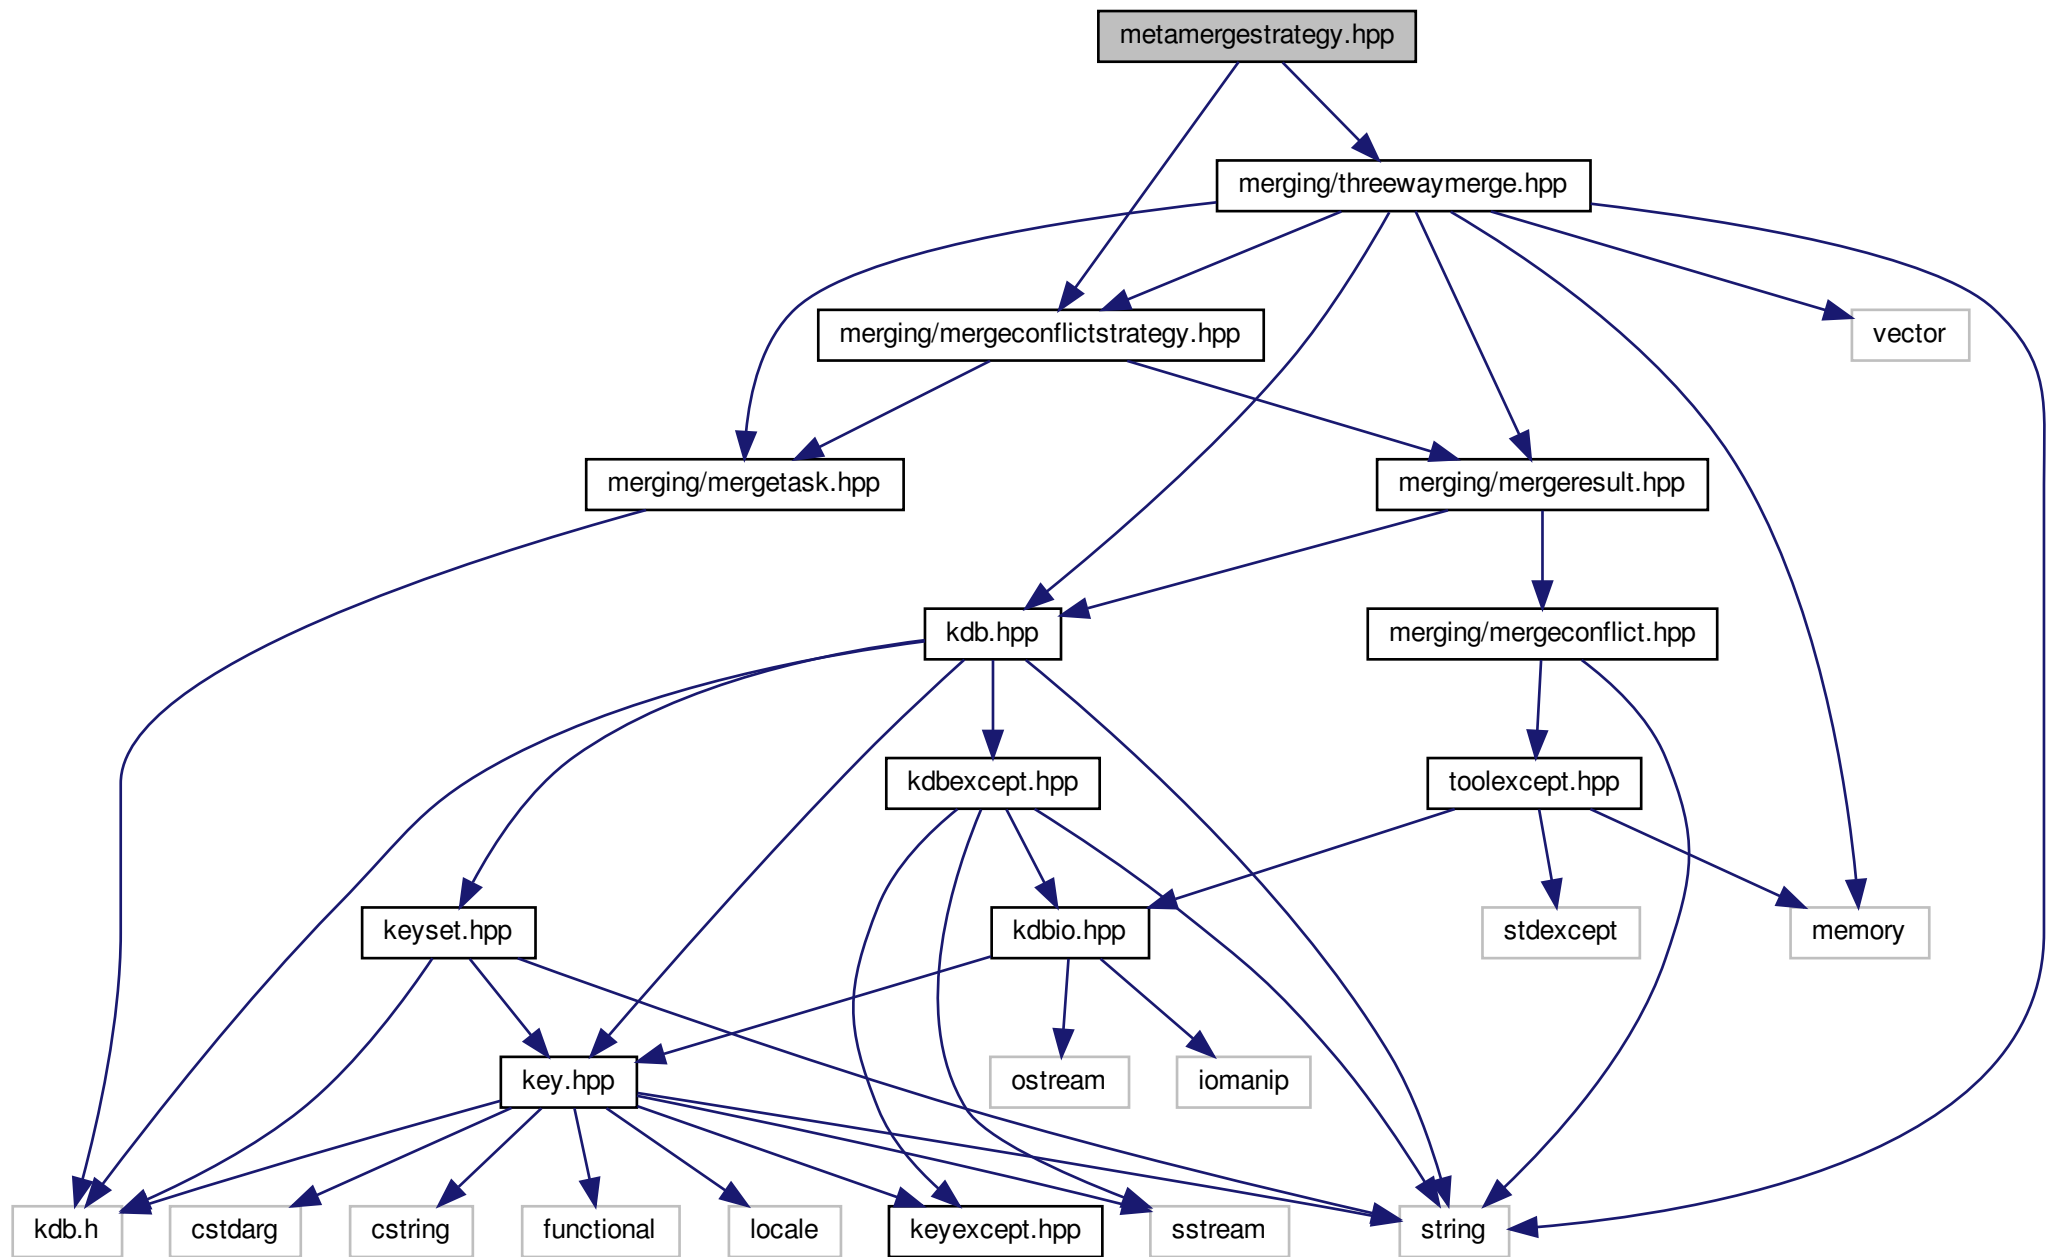 metamergestrategy.hpp
merging/threewaymerge.hpp
merging/mergeconflictstrategy.hpp
vector
merging/mergetask.hpp
merging/mergeresult.hpp
kdb.hpp
merging/mergeconflict.hpp
kdbexcept.hpp
toolexcept.hpp
keyset.hpp
kdbio.hpp
stdexcept
memory
key.hpp
ostream
iomanip
kdb.h
cstdarg
cstring
functional
locale
keyexcept.hpp
sstream
string